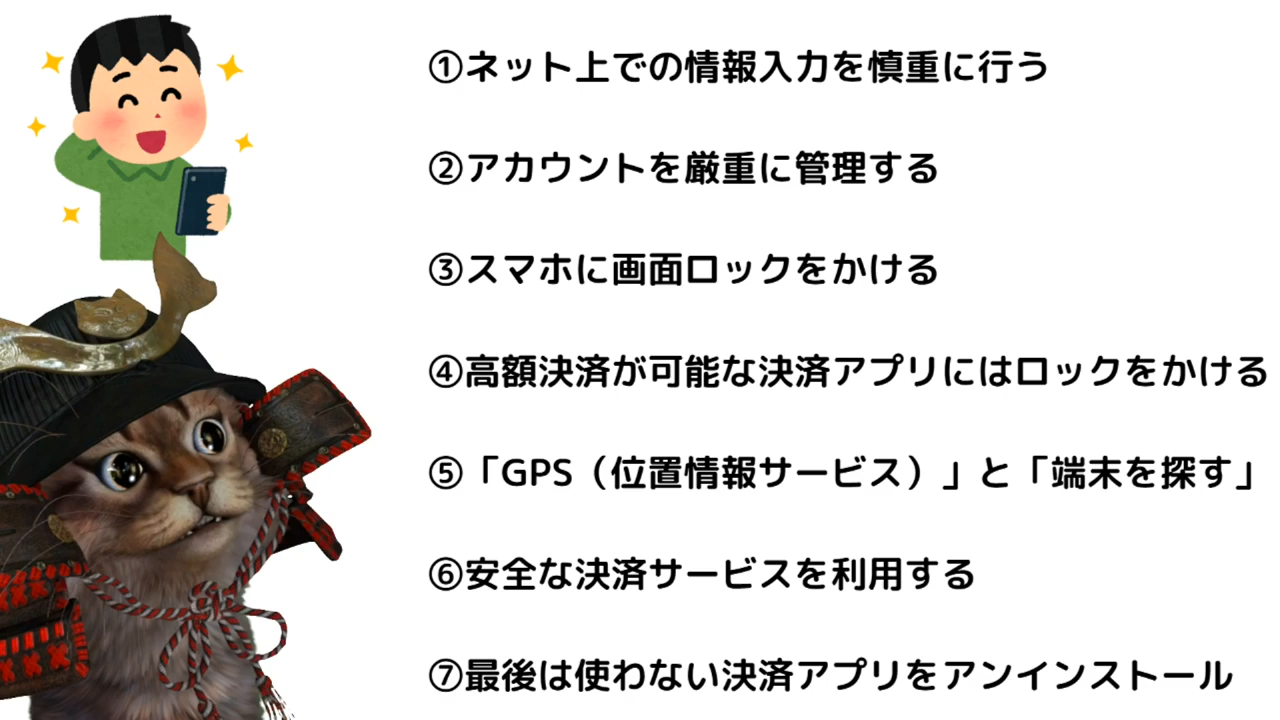 ①ネット上での情報入力を慎重に行う
②アカウントを厳重に管理する
③スマホに画面ロックをかける
④高額決済が可能な決済アプリにはロックをかける
⑤「GPS（位置情報サービス）」と「端末を探す」
⑥安全な決済サービスを利用する
⑦最後は使わない決済アプリをアンインストール